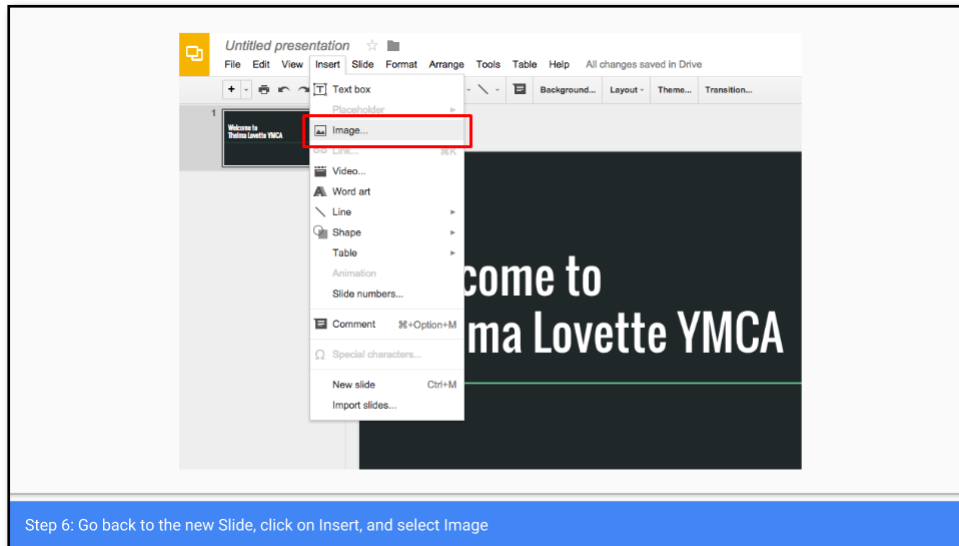 Untitled presentation
File Edit View Insert Slide Format Arrange Tools Table Help All changes saved in Drive
Background... Layout Theme... Transition...
Text box
Placeholder
Image...
Link... ⌘K
Video...
Word art
Line
Shape
Table
Animation
Slide numbers...
Comment ⌘+Option+M
Special characters...
New slide Ctrl+M
Import slides...
1
Welcome to
Thelma Lovette YMCA
come to
ma Lovette YMCA
Step 6: Go back to the new Slide, click on Insert, and select Image